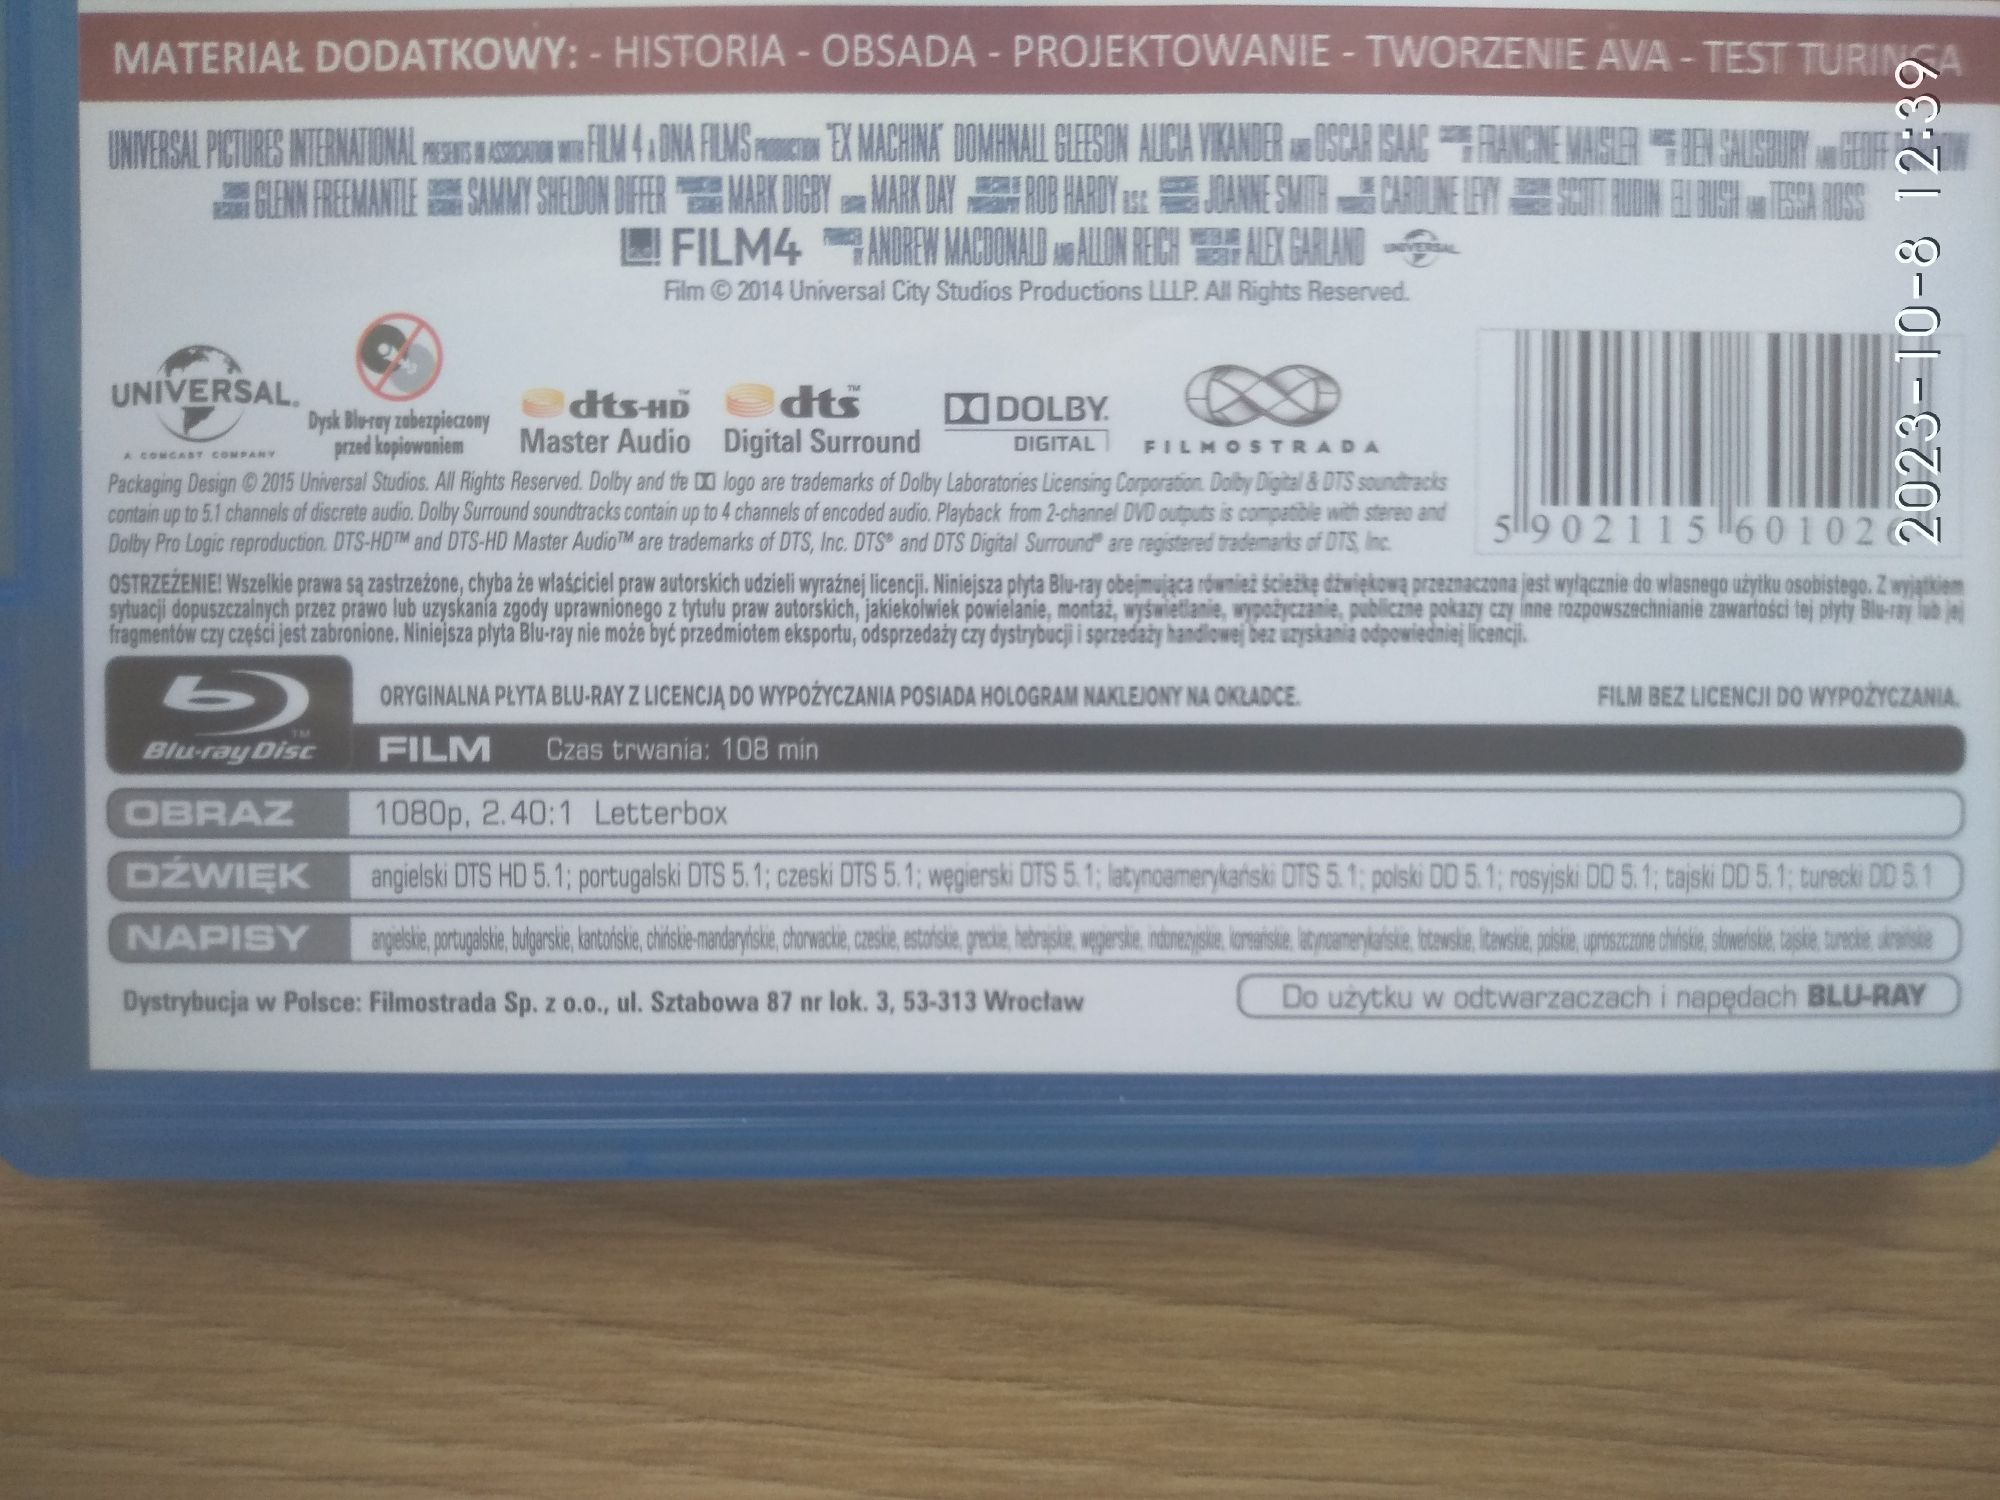 MATERIAŁ DODATKOWY: - HISTORIA - OBSADA - PROJEKTOWANIE - TWORZENIE AVA - TEST TURINGA
UNIVERSAL PICTURES INTERNATIONAL PRESENTS IN ASSOCIATION WITH FILM 4 A DNA FILMS PRODUCTION "EX MACHINA" DOMHNALL GLEESON ALICIA VIKANDER AND OSCAR ISAAC FRANCINE MAISLER BEN SALISBURY AND GEOFF
GLENN FREEMANTLE SAMMY SHELDON DIFFER MARK DIGBY MARK DAY ROB HARDY B.S.C. JOANNE SMITH CAROLINE LEVY SCOTT RUDIN ELI BUSH AND TESSA ROSS
FILM4 ANDREW MACDONALD AND ALLON REICH ALEX GARLAND UNIVERSAL
Film © 2014 Universal City Studios Productions LLLP. All Rights Reserved.
UNIVERSAL®
A COMCAST COMPANY
Dysk Blu-ray zabezpieczony
przed kopiowaniem
dts-HD™
Master Audio
dts™
Digital Surround
DOLBY.
DIGITAL
FILMOSTRADA
Packaging Design © 2015 Universal Studios. All Rights Reserved. Dolby and the logo are trademarks of Dolby Laboratories Licensing Corporation. Dolby Digital & DTS soundtracks
contain up to 5.1 channels of discrete audio. Dolby Surround soundtracks contain up to 4 channels of encoded audio. Playback from 2-channel DVD outputs is compatible with stereo and
Dolby Pro Logic reproduction. DTS-HD™ and DTS-HD Master Audio™ are trademarks of DTS, Inc. DTS® and DTS Digital Surround® are registered trademarks of DTS, Inc.
5 902115 60102
OSTRZEŻENIE! Wszelkie prawa są zastrzeżone, chyba że właściciel praw autorskich udzieli wyraźnej licencji. Niniejsza płyta Blu-ray obejmująca również ścieżkę dźwiękową przeznaczona jest wyłącznie do własnego użytku osobistego. Z wyjątkiem
sytuacji dopuszczalnych przez prawo lub uzyskania zgody uprawnionego z tytułu praw autorskich, jakiekolwiek powielanie, montaż, wyświetlanie, wypożyczanie, publiczne pokazy czy inne rozpowszechnianie zawartości tej płyty Blu-ray lub jej
fragmentów czy części jest zabronione. Niniejsza płyta Blu-ray nie może być przedmiotem eksportu, odsprzedaży czy dystrybucji i sprzedaży handlowej bez uzyskania odpowiedniej licencji.
ORYGINALNA PŁYTA BLU-RAY Z LICENCJĄ DO WYPOŻYCZANIA POSIADA HOLOGRAM NAKLEJONY NA OKŁADCE. FILM BEZ LICENCJI DO WYPOŻYCZANIA.
Blu-ray Disc™
FILM Czas trwania: 108 min
OBRAZ 1080p, 2.40:1 Letterbox
DŹWIĘK angielski DTS HD 5.1; portugalski DTS 5.1; czeski DTS 5.1; węgierski DTS 5.1; latynoamerykański DTS 5.1; polski DD 5.1; rosyjski DD 5.1; tajski DD 5.1; turecki DD 5.1
NAPISY angielskie, portugalskie, bułgarskie, kantońskie, chińskie-mandaryńskie, chorwackie, czeskie, estońskie, greckie, hebrajskie, węgierskie, indonezyjskie, koreańskie, latynoamerykańskie, łotewskie, litewskie, polskie, uproszczone chińskie, słoweńskie, tajskie, tureckie, ukraińskie
Dystrybucja w Polsce: Filmostrada Sp. z o.o., ul. Sztabowa 87 nr lok. 3, 53-313 Wrocław
Do użytku w odtwarzaczach i napędach BLU-RAY
2023-10-8 12:39